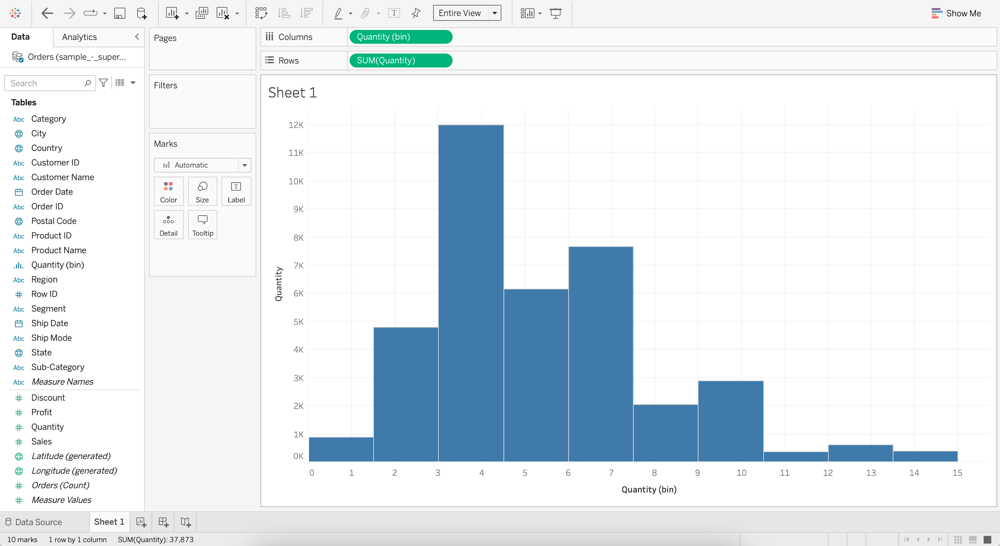 Entire View
Show Me
Data
Analytics
Pages
Columns
Quantity (bin)
Orders (sample_-_super...
Rows
SUM(Quantity)
Search
Filters
Sheet 1
Tables
Abc Category
City
Country
Abc Customer ID
Abc Customer Name
Order Date
Abc Order ID
Postal Code
Abc Product ID
Abc Product Name
Quantity (bin)
Abc Region
Row ID
Abc Segment
Ship Date
Abc Ship Mode
State
Abc Sub-Category
Abc Measure Names
Discount
Profit
Quantity
Sales
Latitude (generated)
Longitude (generated)
Orders (Count)
Measure Values
Marks
Automatic
Color
Size
T
Label
Detail
Tooltip
12K
11K
10K
9K
8K
7K
6K
5K
4K
3K
2K
1K
0K
Quantity
0 1 2 3 4 5 6 7 8 9 10 11 12 13 14 15
Quantity (bin)
Data Source
Sheet 1
10 marks
1 row by 1 column
SUM(Quantity): 37,873